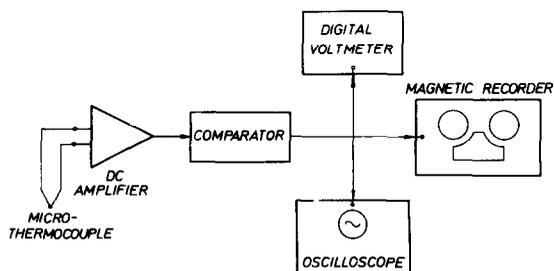 DIGITAL
VOLTMETER
MAGNETIC RECORDER
COMPARATOR
DC
AMPLIFIER
MICRO-
THERMOCOUPLE
OSCILLOSCOPE